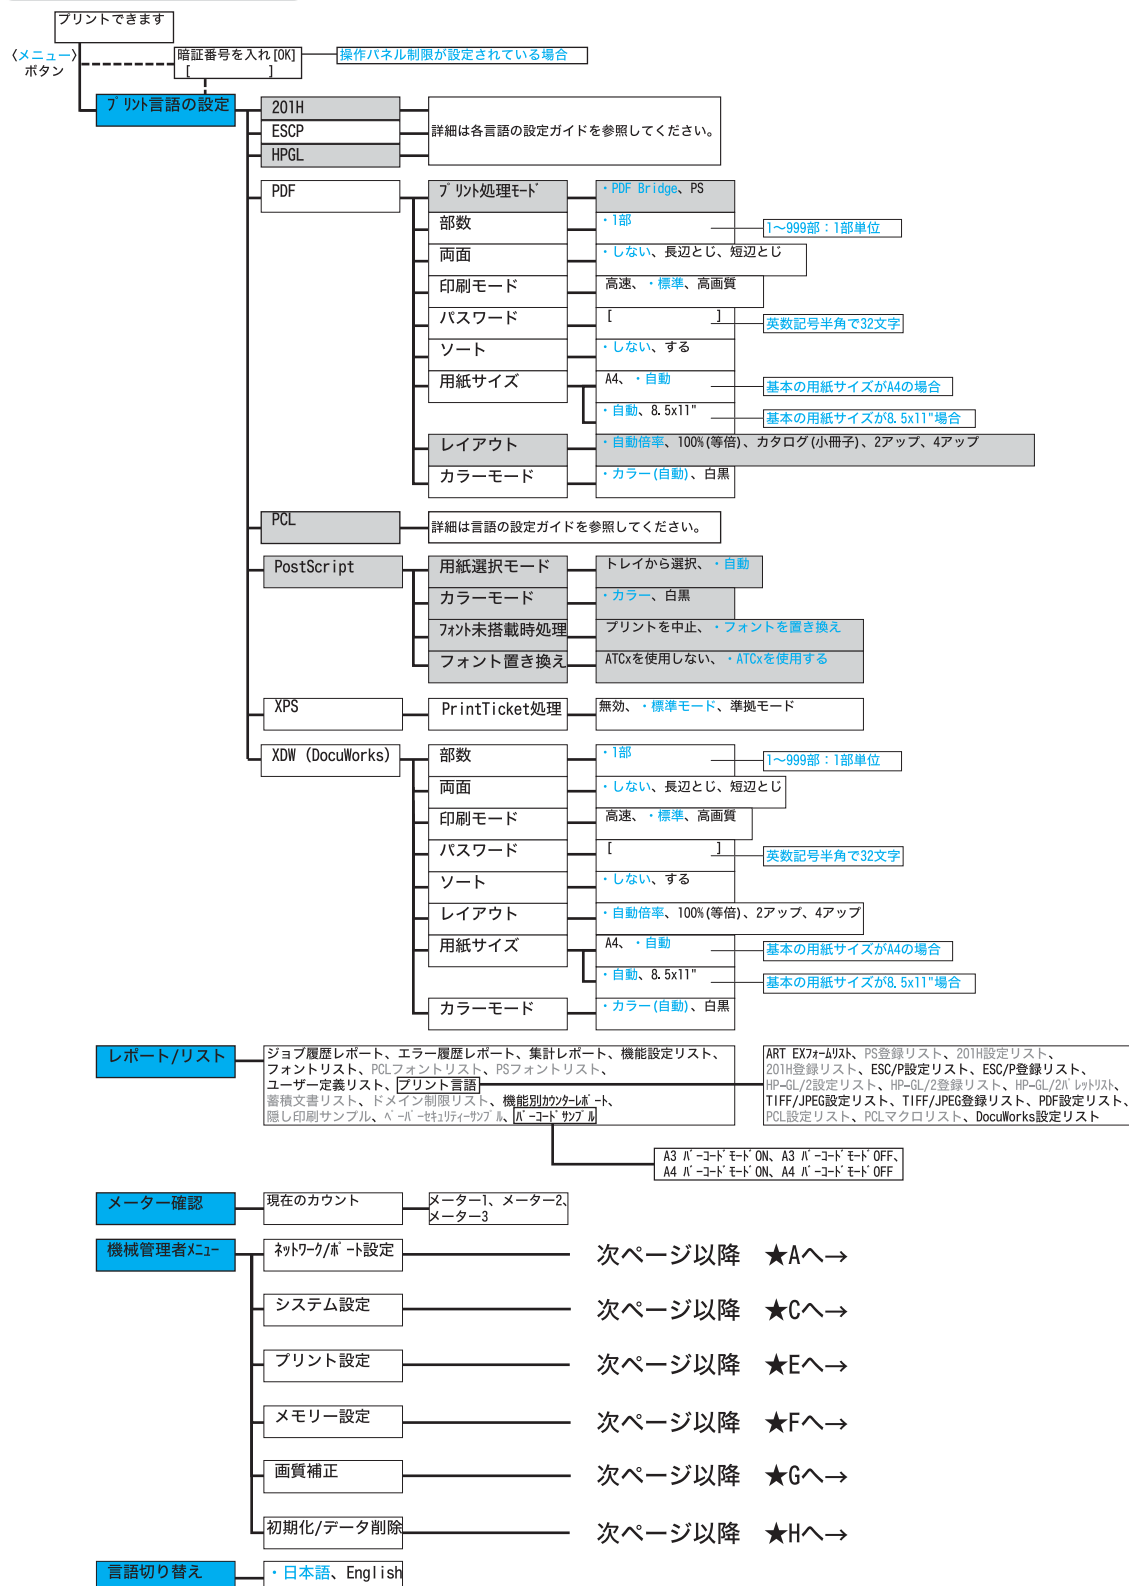 プリントできます
〈メニュー〉
ボタン
暗証番号を入れ[OK]
[ ]
操作パネル制限が設定されている場合
ﾌﾟﾘﾝﾄ言語の設定
201H
ESCP
HPGL
詳細は各言語の設定ガイドを参照してください。
PDF
ﾌﾟﾘﾝﾄ処理ﾓｰﾄﾞ
・PDF Bridge、PS
部数
・1部
1～999部：1部単位
両面
・しない、長辺とじ、短辺とじ
印刷モード
高速、・標準、高画質
パスワード
[ ]
英数記号半角で32文字
ソート
・しない、する
用紙サイズ
A4、・自動
基本の用紙サイズがA4の場合
・自動、8.5x11"
基本の用紙サイズが8.5x11"場合
レイアウト
・自動倍率、100%(等倍)、カタログ(小冊子)、2アップ、4アップ
カラーモード
・カラー(自動)、白黒
PCL
詳細は言語の設定ガイドを参照してください。
PostScript
用紙選択モード
トレイから選択、・自動
カラーモード
・カラー、白黒
ﾌｫﾝﾄ未搭載時処理
プリントを中止、・フォントを置き換え
フォント置き換え
ATCxを使用しない、・ATCxを使用する
XPS
PrintTicket処理
無効、・標準モード、準拠モード
XDW (DocuWorks)
部数
・1部
1～999部：1部単位
両面
・しない、長辺とじ、短辺とじ
印刷モード
高速、・標準、高画質
パスワード
[ ]
英数記号半角で32文字
ソート
・しない、する
レイアウト
・自動倍率、100%(等倍)、2アップ、4アップ
用紙サイズ
A4、・自動
基本の用紙サイズがA4の場合
・自動、8.5x11"
基本の用紙サイズが8.5x11"場合
カラーモード
・カラー(自動)、白黒
レポート/リスト
ジョブ履歴レポート、エラー履歴レポート、集計レポート、機能設定リスト、
フォントリスト、PCLフォントリスト、PSフォントリスト、
ユーザー定義リスト、プリント言語
蓄積文書リスト、ドメイン制限リスト、機能別ｶｳﾝﾀｰﾚﾎﾟｰﾄ、
隠し印刷サンプル、ﾍﾟｰﾊﾟｰｾｷｭﾘﾃｨｰｻﾝﾌﾟﾙ、ﾊﾞｰｺｰﾄﾞｻﾝﾌﾟﾙ
ART EXﾌｫｰﾑﾘｽﾄ、PS登録リスト、201H設定リスト、
201H登録リスト、ESC/P設定リスト、ESC/P登録リスト、
HP-GL/2設定リスト、HP-GL/2登録リスト、HP-GL/2ﾊﾟﾚｯﾄﾘｽﾄ、
TIFF/JPEG設定リスト、TIFF/JPEG登録リスト、PDF設定リスト、
PCL設定リスト、PCLマクロリスト、DocuWorks設定リスト
A3 ﾊﾞｰｺｰﾄﾞﾓｰﾄﾞON、A3 ﾊﾞｰｺｰﾄﾞﾓｰﾄﾞOFF、
A4 ﾊﾞｰｺｰﾄﾞﾓｰﾄﾞON、A4 ﾊﾞｰｺｰﾄﾞﾓｰﾄﾞOFF
メーター確認
現在のカウント
メーター1、メーター2、
メーター3
機械管理者ﾒﾆｭｰ
ﾈｯﾄﾜｰｸ/ﾎﾟｰﾄ設定
次ページ以降 ★Aへ→
システム設定
次ページ以降 ★Cへ→
プリント設定
次ページ以降 ★Eへ→
メモリー設定
次ページ以降 ★Fへ→
画質補正
次ページ以降 ★Gへ→
初期化/データ削除
次ページ以降 ★Hへ→
言語切り替え
・日本語、English